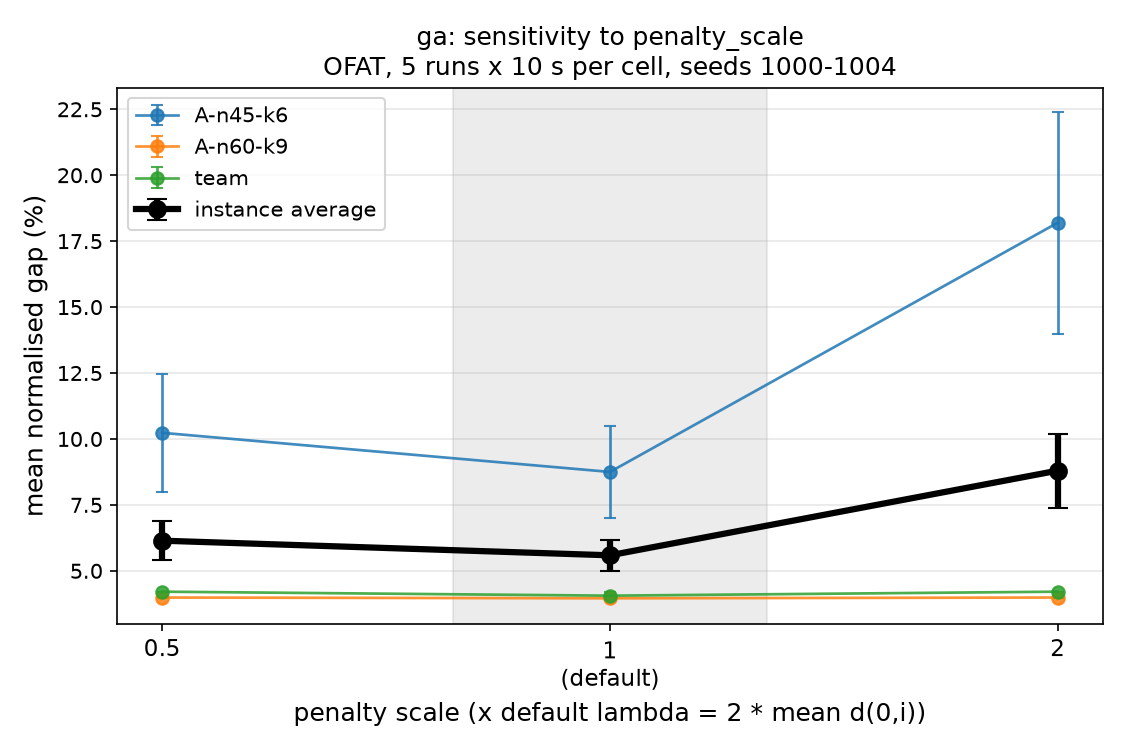 ga: sensitivity to penalty_scale
OFAT, 5 runs x 10 s per cell, seeds 1000-1004
A-n45-k6
A-n60-k9
team
instance average
mean normalised gap (%)
22.5
20.0
17.5
15.0
12.5
10.0
7.5
5.0
0.5
1
2
(default)
penalty scale (x default lambda = 2 * mean d(0,i))